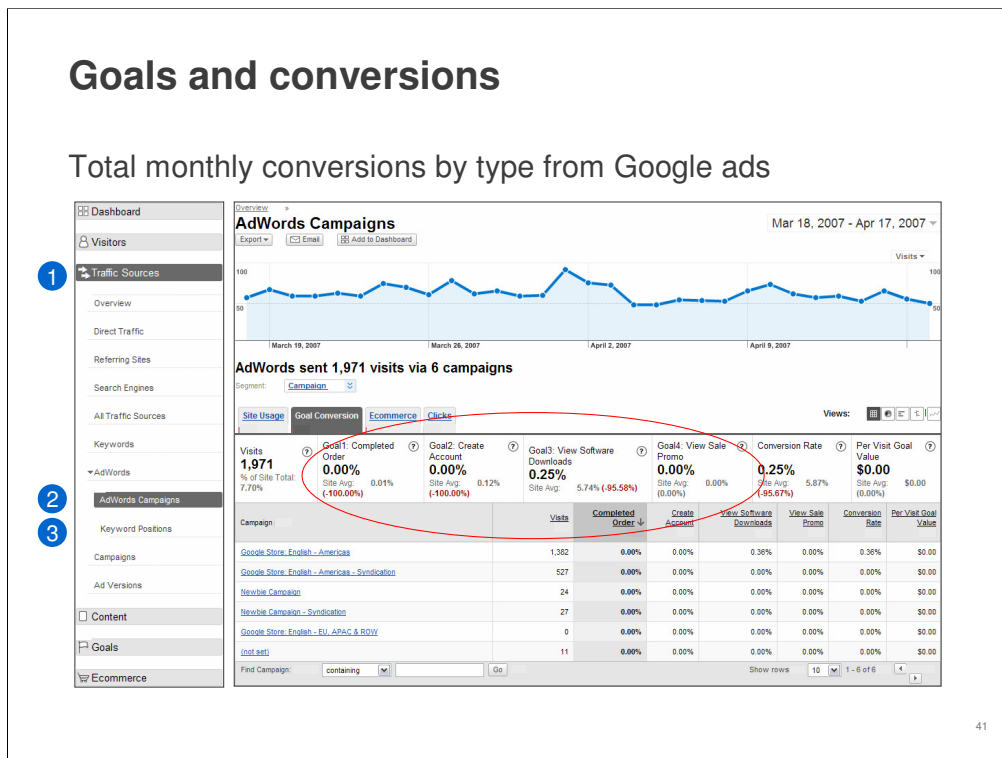 Goals and conversions
Total monthly conversions by type from Google ads
Dashboard
Visitors
1
Traffic Sources
Overview
Direct Traffic
Referring Sites
Search Engines
All Traffic Sources
Keywords
AdWords
2
AdWords Campaigns
3
Keyword Positions
Campaigns
Ad Versions
Content
Goals
Ecommerce
Overview »
AdWords Campaigns
Mar 18, 2007 - Apr 17, 2007
Export Email Add to Dashboard
Visits
100 100
50 50
March 19, 2007 March 26, 2007 April 2, 2007 April 9, 2007
AdWords sent 1,971 visits via 6 campaigns
Segment: Campaign
Site Usage Goal Conversion Ecommerce Clicks Views:
Visits ?
1,971
% of Site Total:
7.70%
Goal1: Completed ?
Order
0.00%
Site Avg: 0.01%
(-100.00%)
Goal2: Create ?
Account
0.00%
Site Avg: 0.12%
(-100.00%)
Goal3: View Software ?
Downloads
0.25%
Site Avg: 5.74% (-95.58%)
Goal4: View Sale ?
Promo
0.00%
Site Avg: 0.00%
(0.00%)
Conversion Rate ?
0.25%
Site Avg: 5.87%
(-95.67%)
Per Visit Goal ?
Value
$0.00
Site Avg: $0.00
(0.00%)
Campaign Visits Completed Order ↓ Create Account View Software Downloads View Sale Promo Conversion Rate Per Visit Goal Value
Google Store: English - Americas 1,382 0.00% 0.00% 0.36% 0.00% 0.36% $0.00
Google Store: English - Americas - Syndication 527 0.00% 0.00% 0.00% 0.00% 0.00% $0.00
Newbie Campaign 24 0.00% 0.00% 0.00% 0.00% 0.00% $0.00
Newbie Campaign - Syndication 27 0.00% 0.00% 0.00% 0.00% 0.00% $0.00
Google Store: English - EU, APAC & ROW 0 0.00% 0.00% 0.00% 0.00% 0.00% $0.00
(not set) 11 0.00% 0.00% 0.00% 0.00% 0.00% $0.00
Find Campaign: containing Go Show rows 10 1 - 6 of 6
41